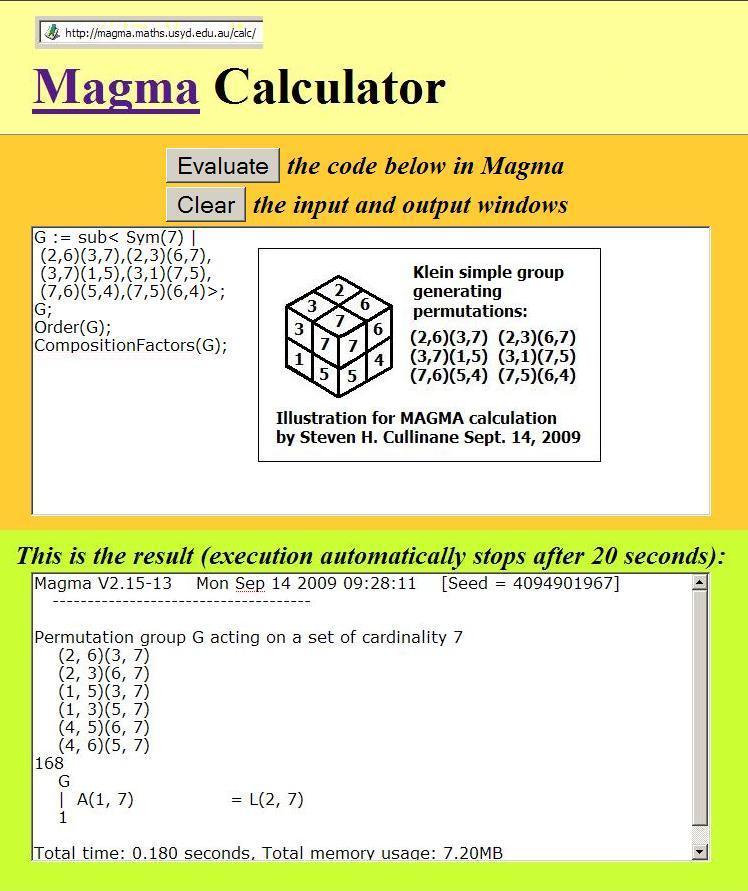 http://magma.maths.usyd.edu.au/calc/
Magma Calculator
Evaluate the code below in Magma
Clear the input and output windows
G := sub< Sym(7) |
(2,6)(3,7),(2,3)(6,7),
(3,7)(1,5),(3,1)(7,5),
(7,6)(5,4),(7,5)(6,4)>;
G;
Order(G);
CompositionFactors(G);
2
3 6
7
3 6
7 7
1 4
5 5
Klein simple group
generating
permutations:
(2,6)(3,7) (2,3)(6,7)
(3,7)(1,5) (3,1)(7,5)
(7,6)(5,4) (7,5)(6,4)
Illustration for MAGMA calculation
by Steven H. Cullinane Sept. 14, 2009
This is the result (execution automatically stops after 20 seconds):
Magma V2.15-13 Mon Sep 14 2009 09:28:11 [Seed = 4094901967]
-------------------------------------
Permutation group G acting on a set of cardinality 7
(2, 6)(3, 7)
(2, 3)(6, 7)
(1, 5)(3, 7)
(1, 3)(5, 7)
(4, 5)(6, 7)
(4, 6)(5, 7)
168
G
| A(1, 7) = L(2, 7)
1
Total time: 0.180 seconds, Total memory usage: 7.20MB